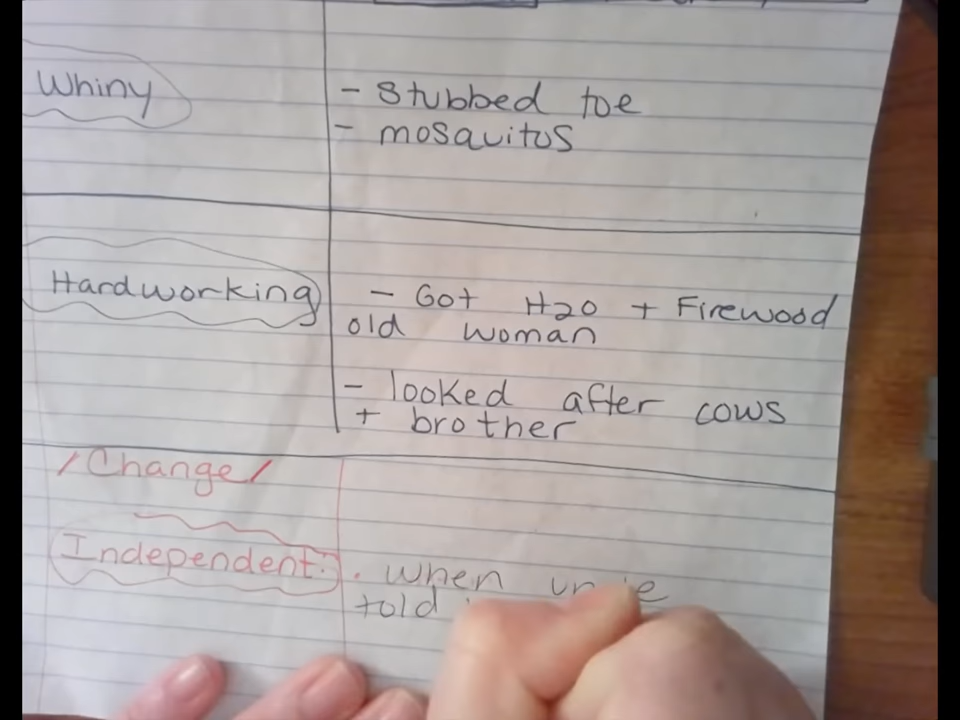 Whiny
- Stubbed toe
- mosquitos
Hardworking
- Got H2O + Firewood
old woman
- looked after cows
+ brother
/Change/
Independent:
. When
told